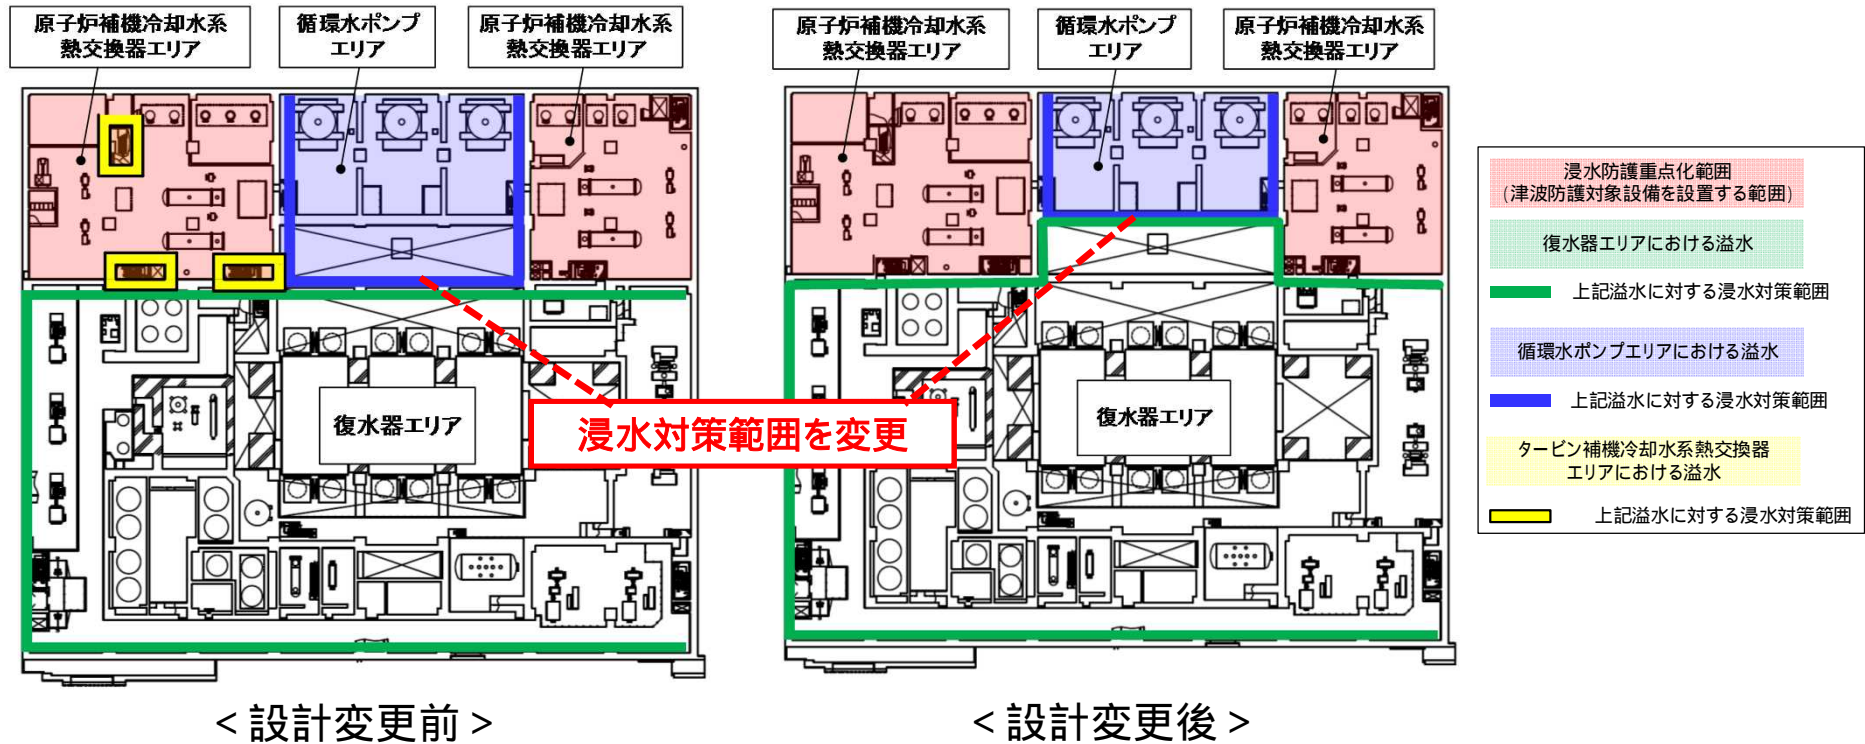 原子炉補機冷却水系
熱交換器エリア
循環水ポンプ
エリア
原子炉補機冷却水系
熱交換器エリア
復水器エリア
<設計変更前>
浸水対策範囲を変更
原子炉補機冷却水系
熱交換器エリア
循環水ポンプ
エリア
原子炉補機冷却水系
熱交換器エリア
復水器エリア
<設計変更後>
浸水防護重点化範囲
(津波防護対象設備を設置する範囲)
復水器エリアにおける溢水
上記溢水に対する浸水対策範囲
循環水ポンプエリアにおける溢水
上記溢水に対する浸水対策範囲
タービン補機冷却水系熱交換器
エリアにおける溢水
上記溢水に対する浸水対策範囲